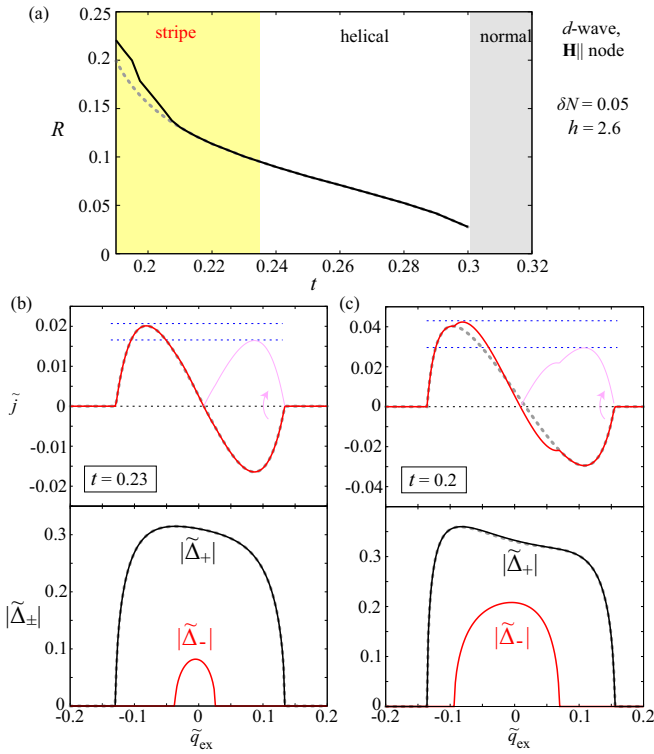 (a)
stripe
helical
normal
d-wave,
H|| node
δN = 0.05
h = 2.6
R
0.25
0.2
0.15
0.1
0.05
0
0.2
0.22
0.24
0.26
0.28
0.3
0.32
t
(b)
0.02
0.01
0
-0.01
-0.02
j̃
t = 0.23
(c)
0.04
0.02
0
-0.02
-0.04
t = 0.2
0.3
0.2
0.1
0
|Δ̃±|
|Δ̃+|
|Δ̃-|
-0.2
-0.1
0
0.1
0.2
q̃ex
0.3
0.2
0.1
0
|Δ̃+|
|Δ̃-|
-0.2
-0.1
0
0.1
0.2
q̃ex